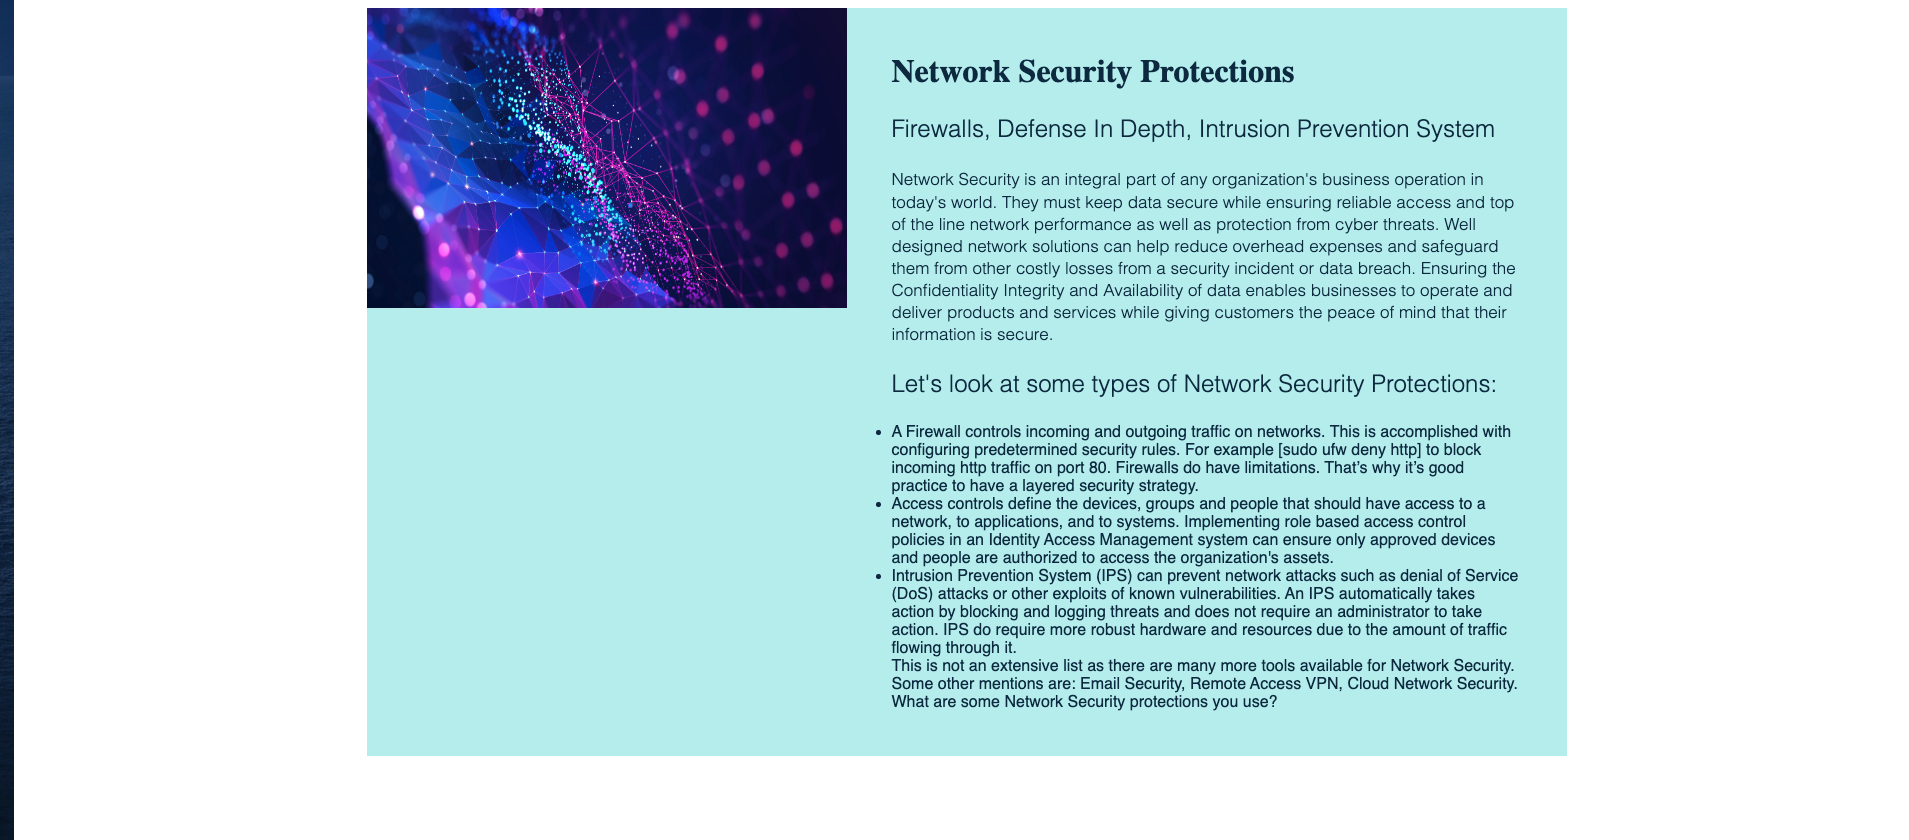 Network Security Protections
Firewalls, Defense In Depth, Intrusion Prevention System
Network Security is an integral part of any organization's business operation in
today's world. They must keep data secure while ensuring reliable access and top
of the line network performance as well as protection from cyber threats. Well
designed network solutions can help reduce overhead expenses and safeguard
them from other costly losses from a security incident or data breach. Ensuring the
Confidentiality Integrity and Availability of data enables businesses to operate and
deliver products and services while giving customers the peace of mind that their
information is secure.
Let's look at some types of Network Security Protections:
• A Firewall controls incoming and outgoing traffic on networks. This is accomplished with
configuring predetermined security rules. For example [sudo ufw deny http] to block
incoming http traffic on port 80. Firewalls do have limitations. That’s why it’s good
practice to have a layered security strategy.
• Access controls define the devices, groups and people that should have access to a
network, to applications, and to systems. Implementing role based access control
policies in an Identity Access Management system can ensure only approved devices
and people are authorized to access the organization's assets.
• Intrusion Prevention System (IPS) can prevent network attacks such as denial of Service
(DoS) attacks or other exploits of known vulnerabilities. An IPS automatically takes
action by blocking and logging threats and does not require an administrator to take
action. IPS do require more robust hardware and resources due to the amount of traffic
flowing through it.
This is not an extensive list as there are many more tools available for Network Security.
Some other mentions are: Email Security, Remote Access VPN, Cloud Network Security.
What are some Network Security protections you use?